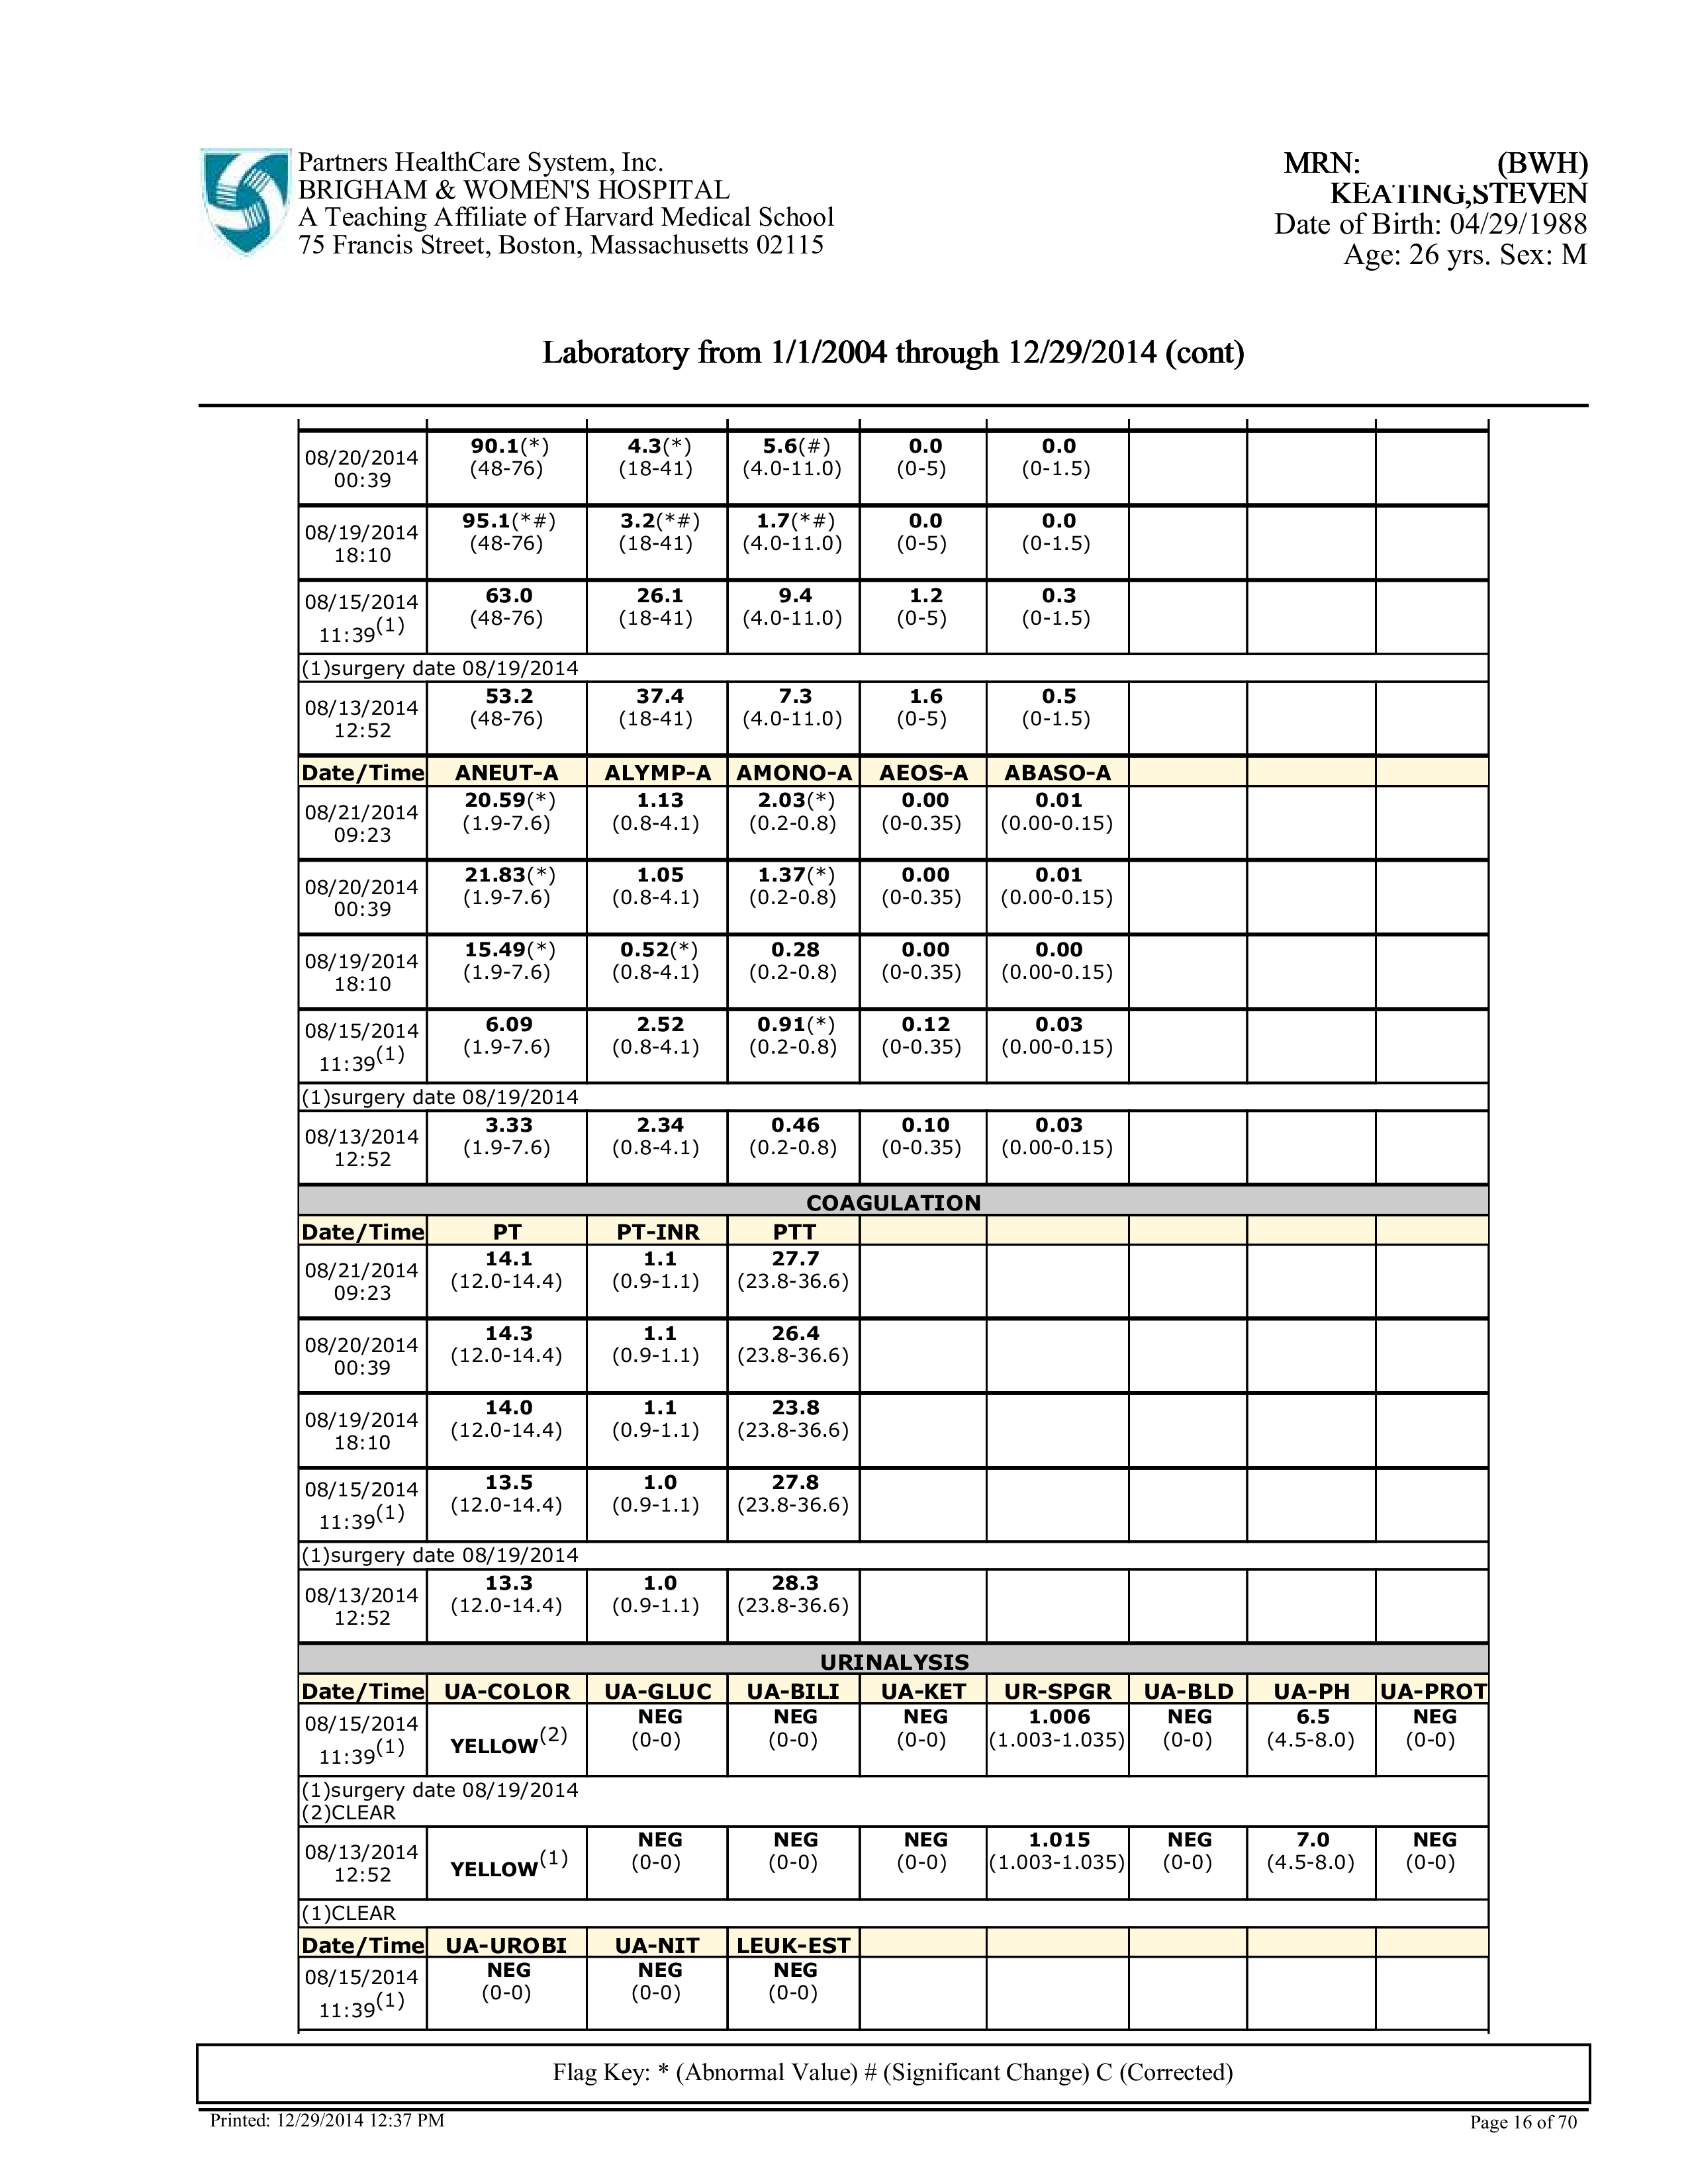 Partners HealthCare System, Inc.
BRIGHAM & WOMEN'S HOSPITAL
A Teaching Affiliate of Harvard Medical School
75 Francis Street, Boston, Massachusetts 02115
MRN: (BWH)
KEATING,STEVEN
Date of Birth: 04/29/1988
Age: 26 yrs. Sex: M
Laboratory from 1/1/2004 through 12/29/2014 (cont)
08/20/2014 00:39 90.1(*) (48-76) 4.3(*) (18-41) 5.6(#) (4.0-11.0) 0.0 (0-5) 0.0 (0-1.5)
08/19/2014 18:10 95.1(*#) (48-76) 3.2(*#) (18-41) 1.7(*#) (4.0-11.0) 0.0 (0-5) 0.0 (0-1.5)
08/15/2014 11:39(1) 63.0 (48-76) 26.1 (18-41) 9.4 (4.0-11.0) 1.2 (0-5) 0.3 (0-1.5)
(1)surgery date 08/19/2014
08/13/2014 12:52 53.2 (48-76) 37.4 (18-41) 7.3 (4.0-11.0) 1.6 (0-5) 0.5 (0-1.5)
Date/Time ANEUT-A ALYMP-A AMONO-A AEOS-A ABASO-A
08/21/2014 09:23 20.59(*) (1.9-7.6) 1.13 (0.8-4.1) 2.03(*) (0.2-0.8) 0.00 (0-0.35) 0.01 (0.00-0.15)
08/20/2014 00:39 21.83(*) (1.9-7.6) 1.05 (0.8-4.1) 1.37(*) (0.2-0.8) 0.00 (0-0.35) 0.01 (0.00-0.15)
08/19/2014 18:10 15.49(*) (1.9-7.6) 0.52(*) (0.8-4.1) 0.28 (0.2-0.8) 0.00 (0-0.35) 0.00 (0.00-0.15)
08/15/2014 11:39(1) 6.09 (1.9-7.6) 2.52 (0.8-4.1) 0.91(*) (0.2-0.8) 0.12 (0-0.35) 0.03 (0.00-0.15)
(1)surgery date 08/19/2014
08/13/2014 12:52 3.33 (1.9-7.6) 2.34 (0.8-4.1) 0.46 (0.2-0.8) 0.10 (0-0.35) 0.03 (0.00-0.15)
COAGULATION
Date/Time PT PT-INR PTT
08/21/2014 09:23 14.1 (12.0-14.4) 1.1 (0.9-1.1) 27.7 (23.8-36.6)
08/20/2014 00:39 14.3 (12.0-14.4) 1.1 (0.9-1.1) 26.4 (23.8-36.6)
08/19/2014 18:10 14.0 (12.0-14.4) 1.1 (0.9-1.1) 23.8 (23.8-36.6)
08/15/2014 11:39(1) 13.5 (12.0-14.4) 1.0 (0.9-1.1) 27.8 (23.8-36.6)
(1)surgery date 08/19/2014
08/13/2014 12:52 13.3 (12.0-14.4) 1.0 (0.9-1.1) 28.3 (23.8-36.6)
URINALYSIS
Date/Time UA-COLOR UA-GLUC UA-BILI UA-KET UR-SPGR UA-BLD UA-PH UA-PROT
08/15/2014 11:39(1) YELLOW(2) NEG (0-0) NEG (0-0) NEG (0-0) 1.006 (1.003-1.035) NEG (0-0) 6.5 (4.5-8.0) NEG (0-0)
(1)surgery date 08/19/2014
(2)CLEAR
08/13/2014 12:52 YELLOW(1) NEG (0-0) NEG (0-0) NEG (0-0) 1.015 (1.003-1.035) NEG (0-0) 7.0 (4.5-8.0) NEG (0-0)
(1)CLEAR
Date/Time UA-UROBI UA-NIT LEUK-EST
08/15/2014 11:39(1) NEG (0-0) NEG (0-0) NEG (0-0)
Flag Key: * (Abnormal Value) # (Significant Change) C (Corrected)
Printed: 12/29/2014 12:37 PM
Page 16 of 70